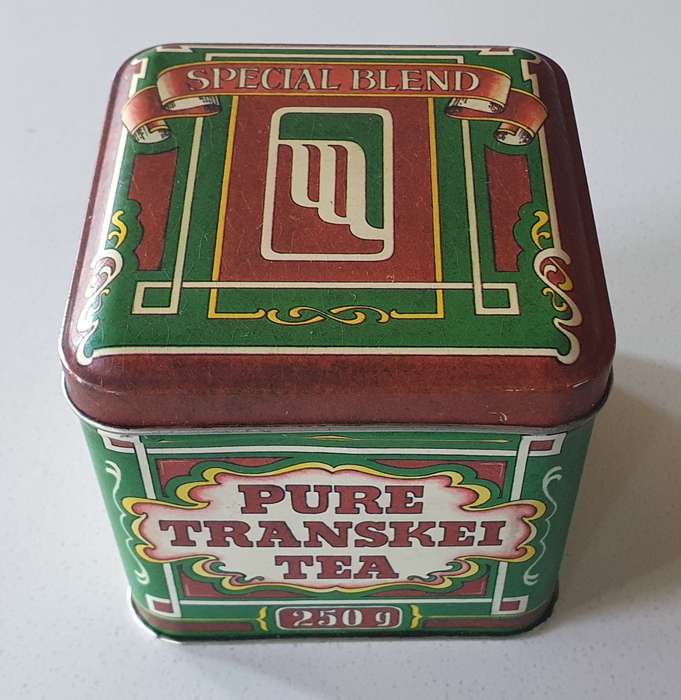 SPECIAL BLEND
PURE
TRANSKEI
TEA
250 g